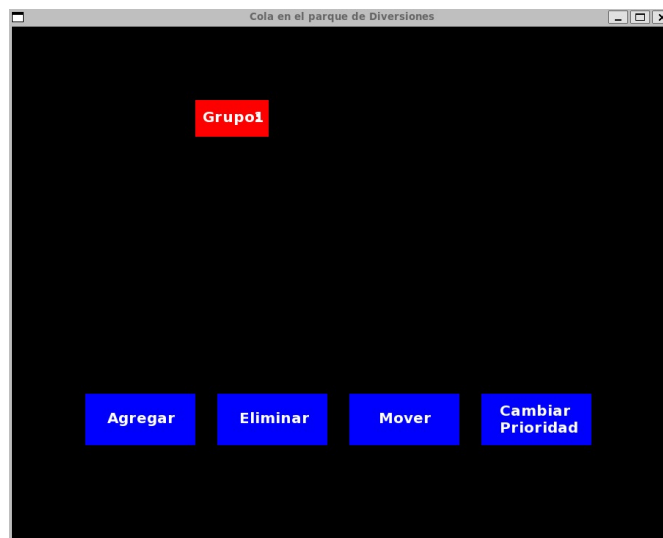 Cola en el parque de Diversiones
Grupo1
Agregar
Eliminar
Mover
Cambiar
Prioridad